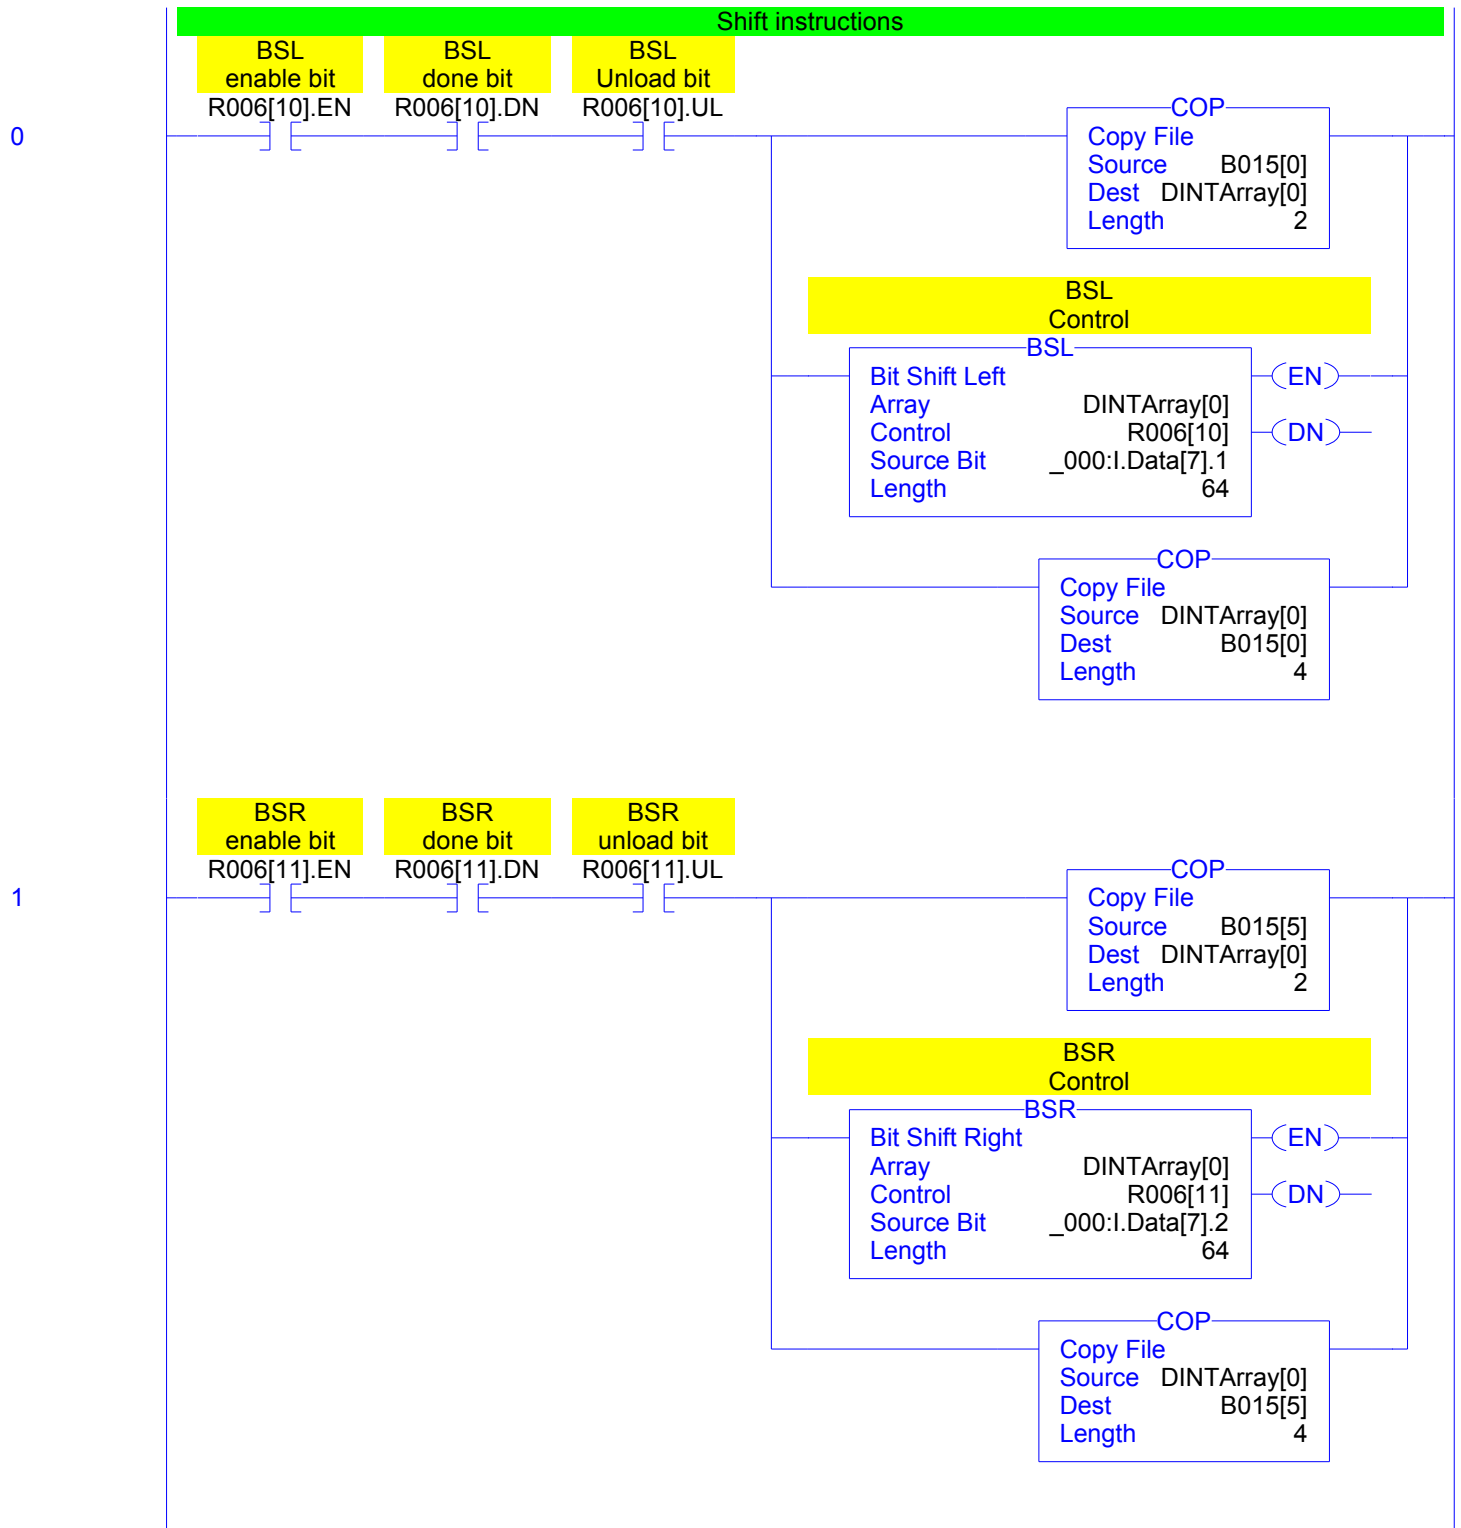 Shift instructions
BSL
enable bit
R006[10].EN
BSL
done bit
R006[10].DN
BSL
Unload bit
R006[10].UL
0
COP
Copy File
Source B015[0]
Dest DINTArray[0]
Length 2
BSL
Control
BSL
Bit Shift Left
Array DINTArray[0]
Control R006[10]
Source Bit _000:I.Data[7].1
Length 64
EN
DN
COP
Copy File
Source DINTArray[0]
Dest B015[0]
Length 4
BSR
enable bit
R006[11].EN
BSR
done bit
R006[11].DN
BSR
unload bit
R006[11].UL
1
COP
Copy File
Source B015[5]
Dest DINTArray[0]
Length 2
BSR
Control
BSR
Bit Shift Right
Array DINTArray[0]
Control R006[11]
Source Bit _000:I.Data[7].2
Length 64
EN
DN
COP
Copy File
Source DINTArray[0]
Dest B015[5]
Length 4